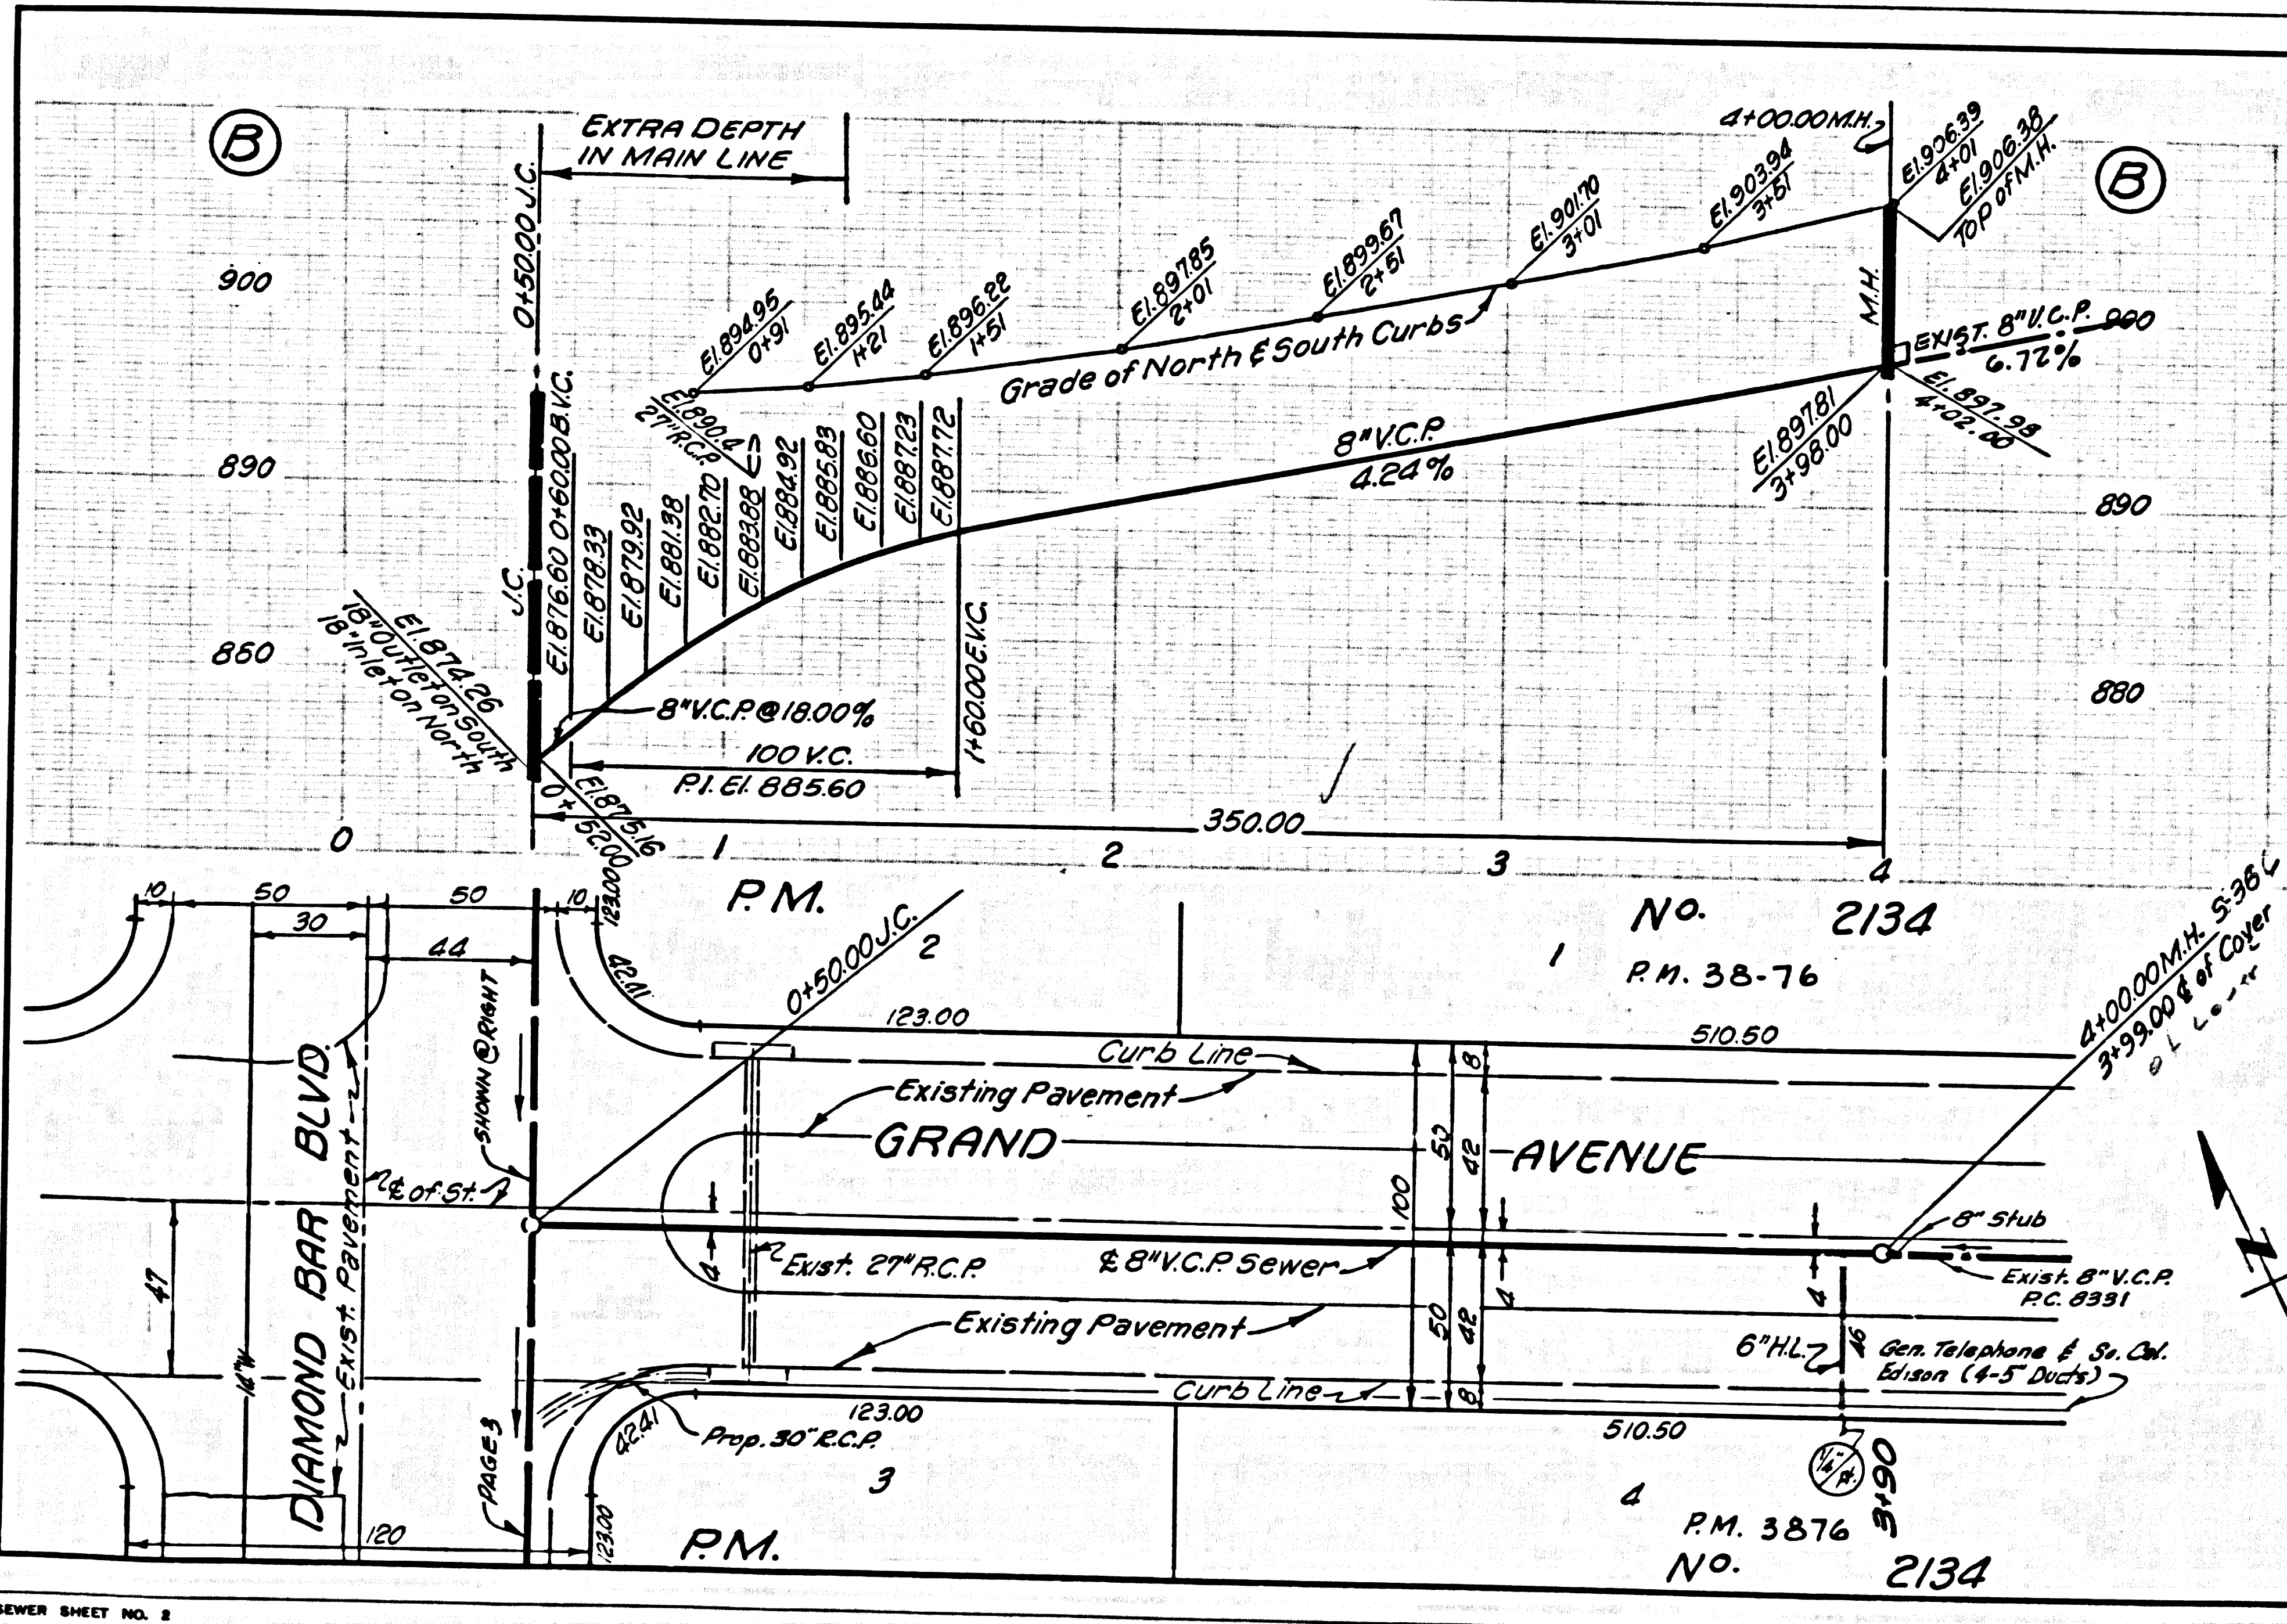 B
EXTRA DEPTH
IN MAIN LINE
0+50.00 J.C.
4+00.00 M.H.
El.906.39
4+01
El.906.38
Top of M.H.
B
900
890
880
El.894.95
0+91
El.895.44
1+21
El.896.22
1+51
El.897.85
2+01
El.899.67
2+51
El.901.70
3+01
El.903.94
3+51
Grade of North & South Curbs
M.H.
EXIST. 8" V.C.P.
6.72%
900
890
880
El.897.98
4+02.00
El.897.81
3+98.00
8" V.C.P.
4.24%
El.890.4
27" R.C.P.
El.876.60 0+60.00 B.V.C.
El.878.33
El.879.92
El.881.38
El.882.70
El.883.88
El.884.92
El.885.83
El.886.60
El.887.23
El.887.72
1+60.00 E.V.C.
J.C.
El.874.26
18" Outlet on South
18" Inlet on North
8" V.C.P. @ 18.00%
100 V.C.
P.I. El. 885.60
El.875.16
0+52.00
350.00
0
1
2
3
4
10
50
50
10
30
44
123.00
42.41
P.M.
0+50.00 J.C.
2
1
No. 2134
P.M. 38-76
4+00.00 M.H. S-36
3+99.00 ℄ of Cover
SHOWN @ RIGHT
123.00
510.50
Curb Line
Existing Pavement
GRAND AVENUE
8
50
42
100
DIAMOND BAR BLVD.
Exist. Pavement
℄ of St.
47
14" W
4
Exist. 27" R.C.P.
℄ 8" V.C.P. Sewer
4
4
8" Stub
Exist. 8" V.C.P.
P.C. 8331
Existing Pavement
50
42
8
6" H.L.
46
Gen. Telephone & So. Cal.
Edison (4-5" Ducts)
Curb Line
123.00
510.50
Prop. 30" R.C.P.
42.41
PAGE 3
3
4
3+90
120
123.00
P.M.
P.M. 3876
No. 2134
SEWER SHEET NO. 2